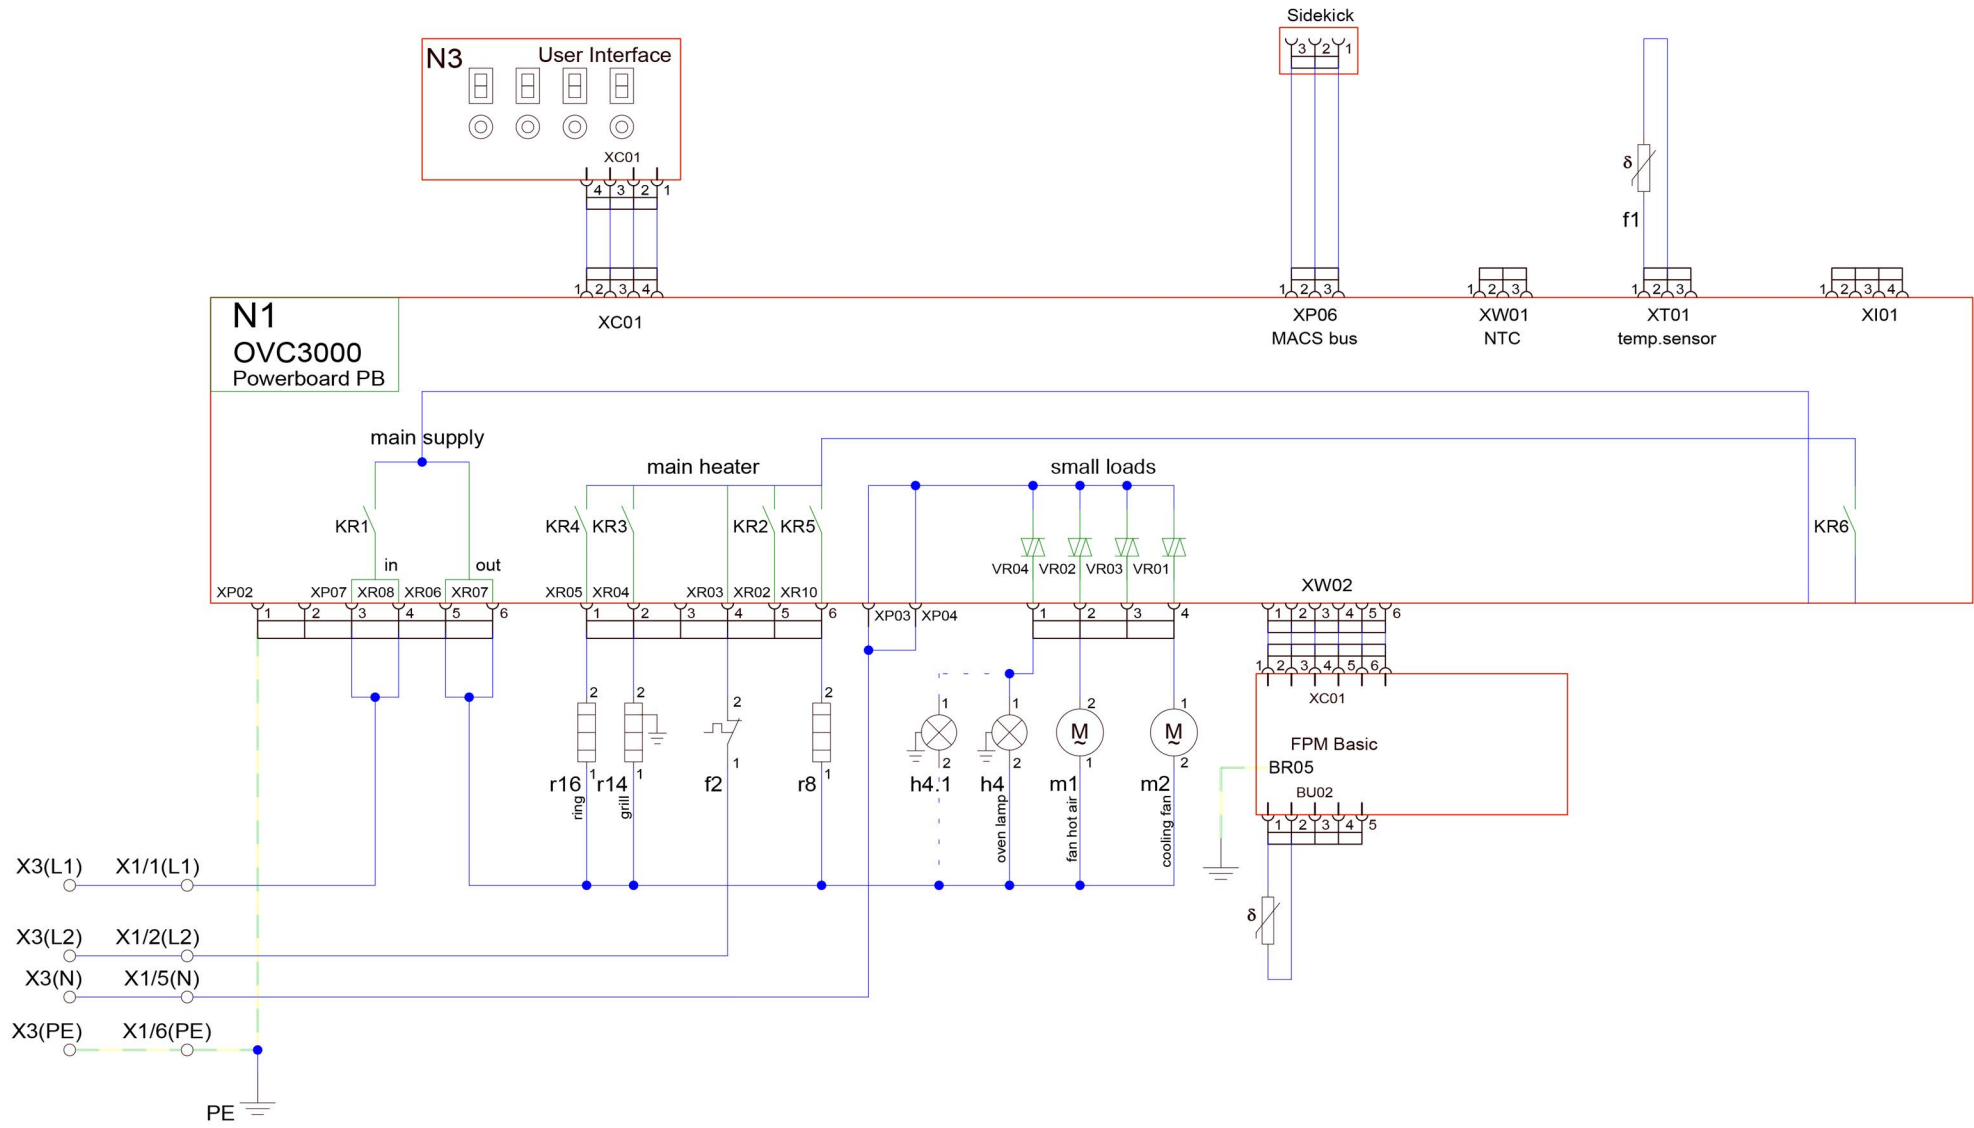 Sidekick
3 2 1
N3 User Interface
XC01
4 3 2 1
δ
f1
1 2 3 4
1 2 3
1 2 3
1 2 3
1 2 3 4
N1
OVC3000
Powerboard PB
XC01
XP06
MACS bus
XW01
NTC
XT01
temp.sensor
XI01
main supply
main heater
small loads
KR1
KR4
KR3
KR2
KR5
KR6
in
out
VR04
VR02
VR03
VR01
XP02
XP07
XR08
XR06
XR07
XR05
XR04
XR03
XR02
XR10
XW02
1 2 3 4 5 6
1 2 3 4 5 6
XP03
XP04
1 2 3 4
1 2 3 4 5 6
1 2 3 4 5 6
XC01
FPM Basic
BR05
BU02
1 2 3 4 5
2 2 2 2 1 1 2 1
M
~
M
~
1 1 1 1 2 2 1 2
r16
ring
r14
grill
f2
r8
h4.1
h4
oven lamp
m1
fan hot air
m2
cooling fan
δ
X3(L1) X1/1(L1)
X3(L2) X1/2(L2)
X3(N) X1/5(N)
X3(PE) X1/6(PE)
PE